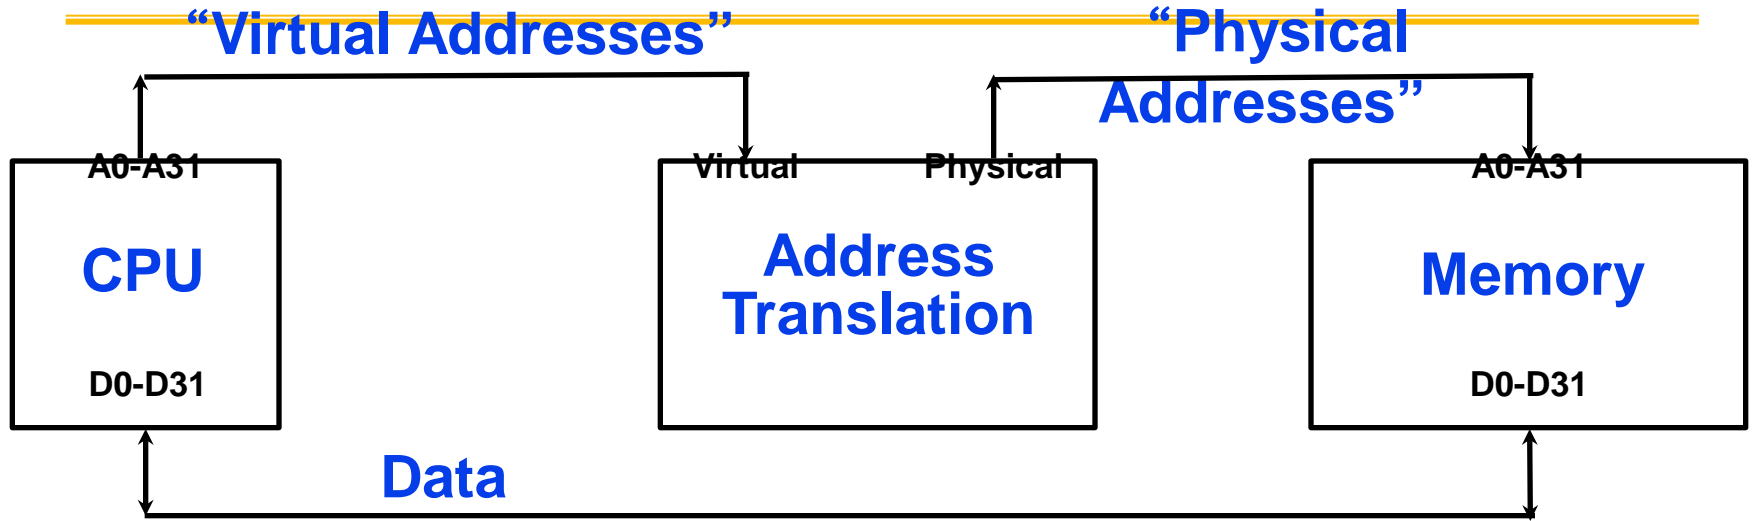 “Virtual Addresses”
“Physical
Addresses”
A0-A31
Virtual
Physical
A0-A31
CPU
Address
Translation
Memory
D0-D31
D0-D31
Data